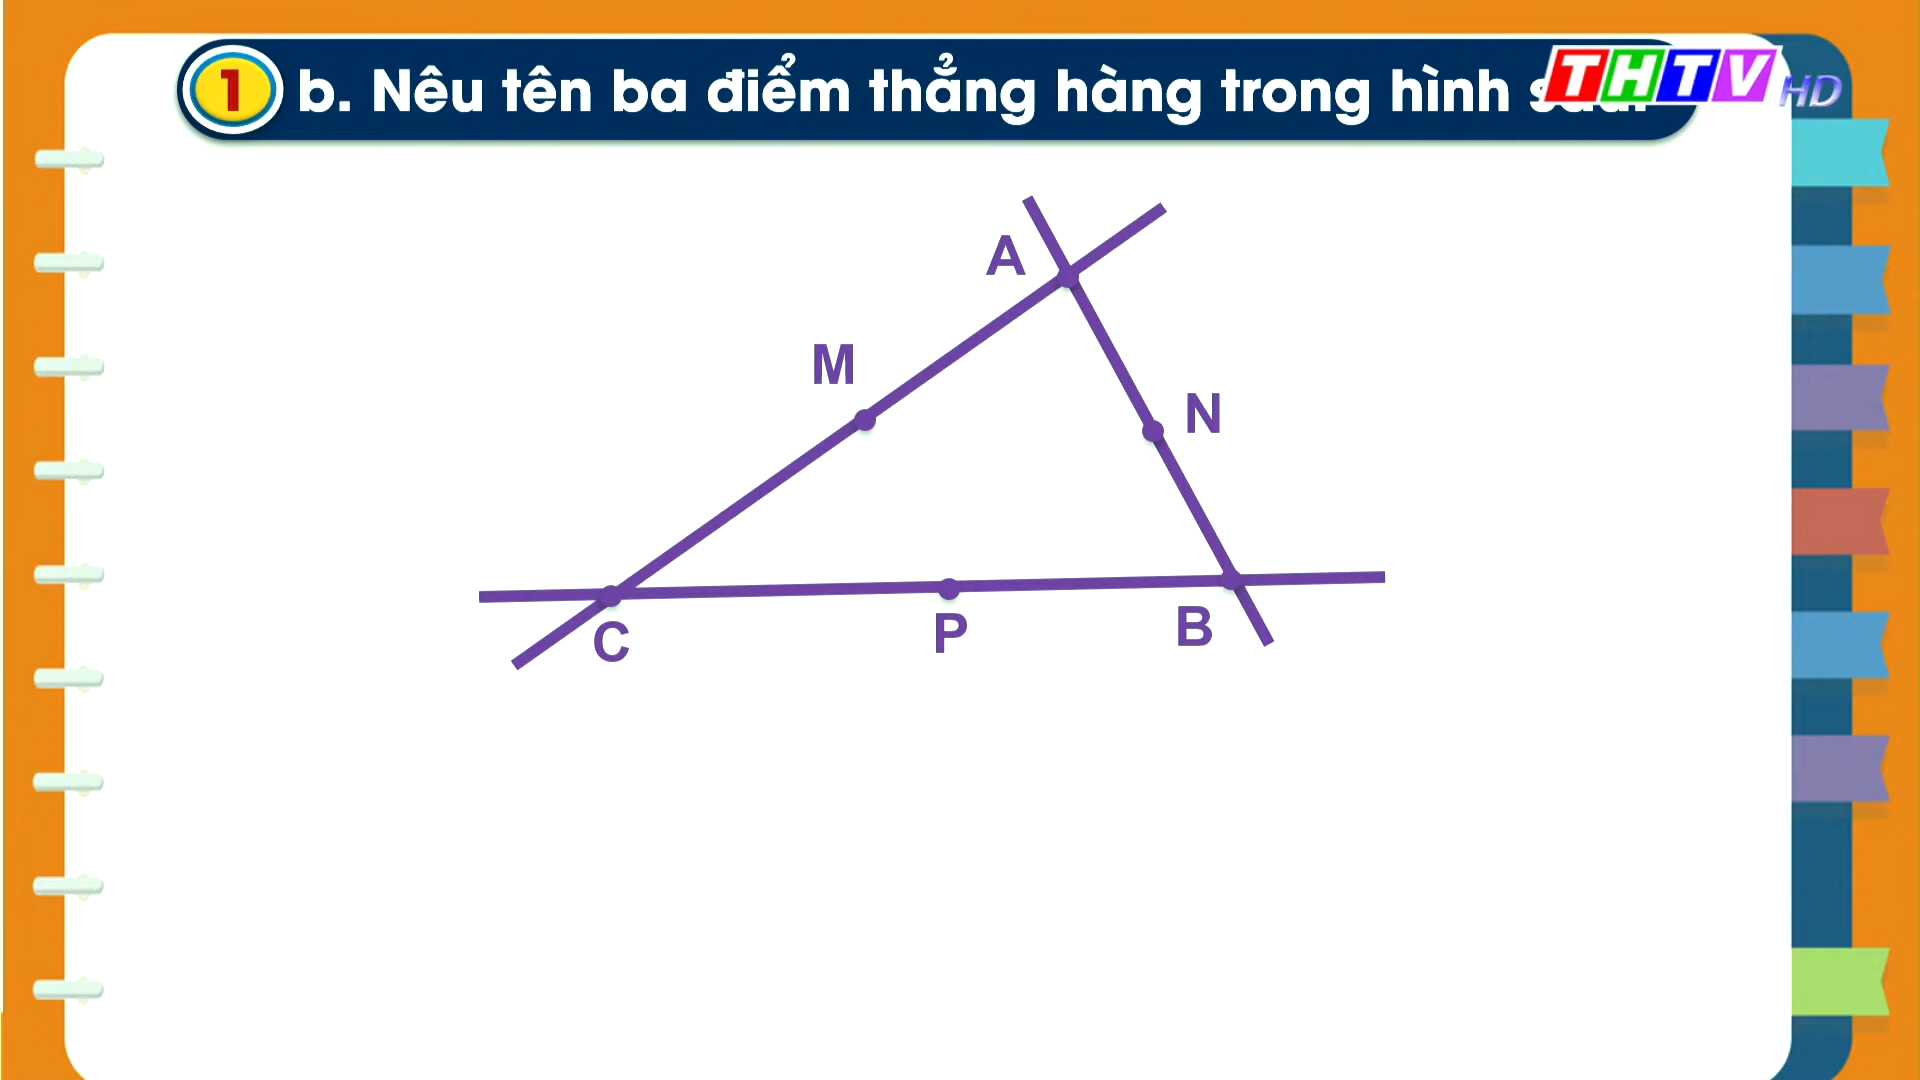 1 b. Nêu tên ba điểm thẳng hàng trong hình
THTV HD
A
M
N
C P B